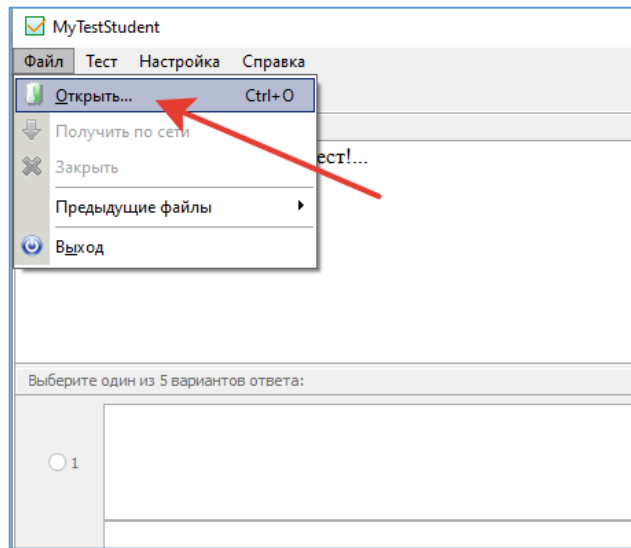 MyTestStudent
Файл Тест Настройка Справка
Открыть... Ctrl+O
Получить по сети
ест!...
Закрыть
Предыдущие файлы
Выход
Выберите один из 5 вариантов ответа:
1